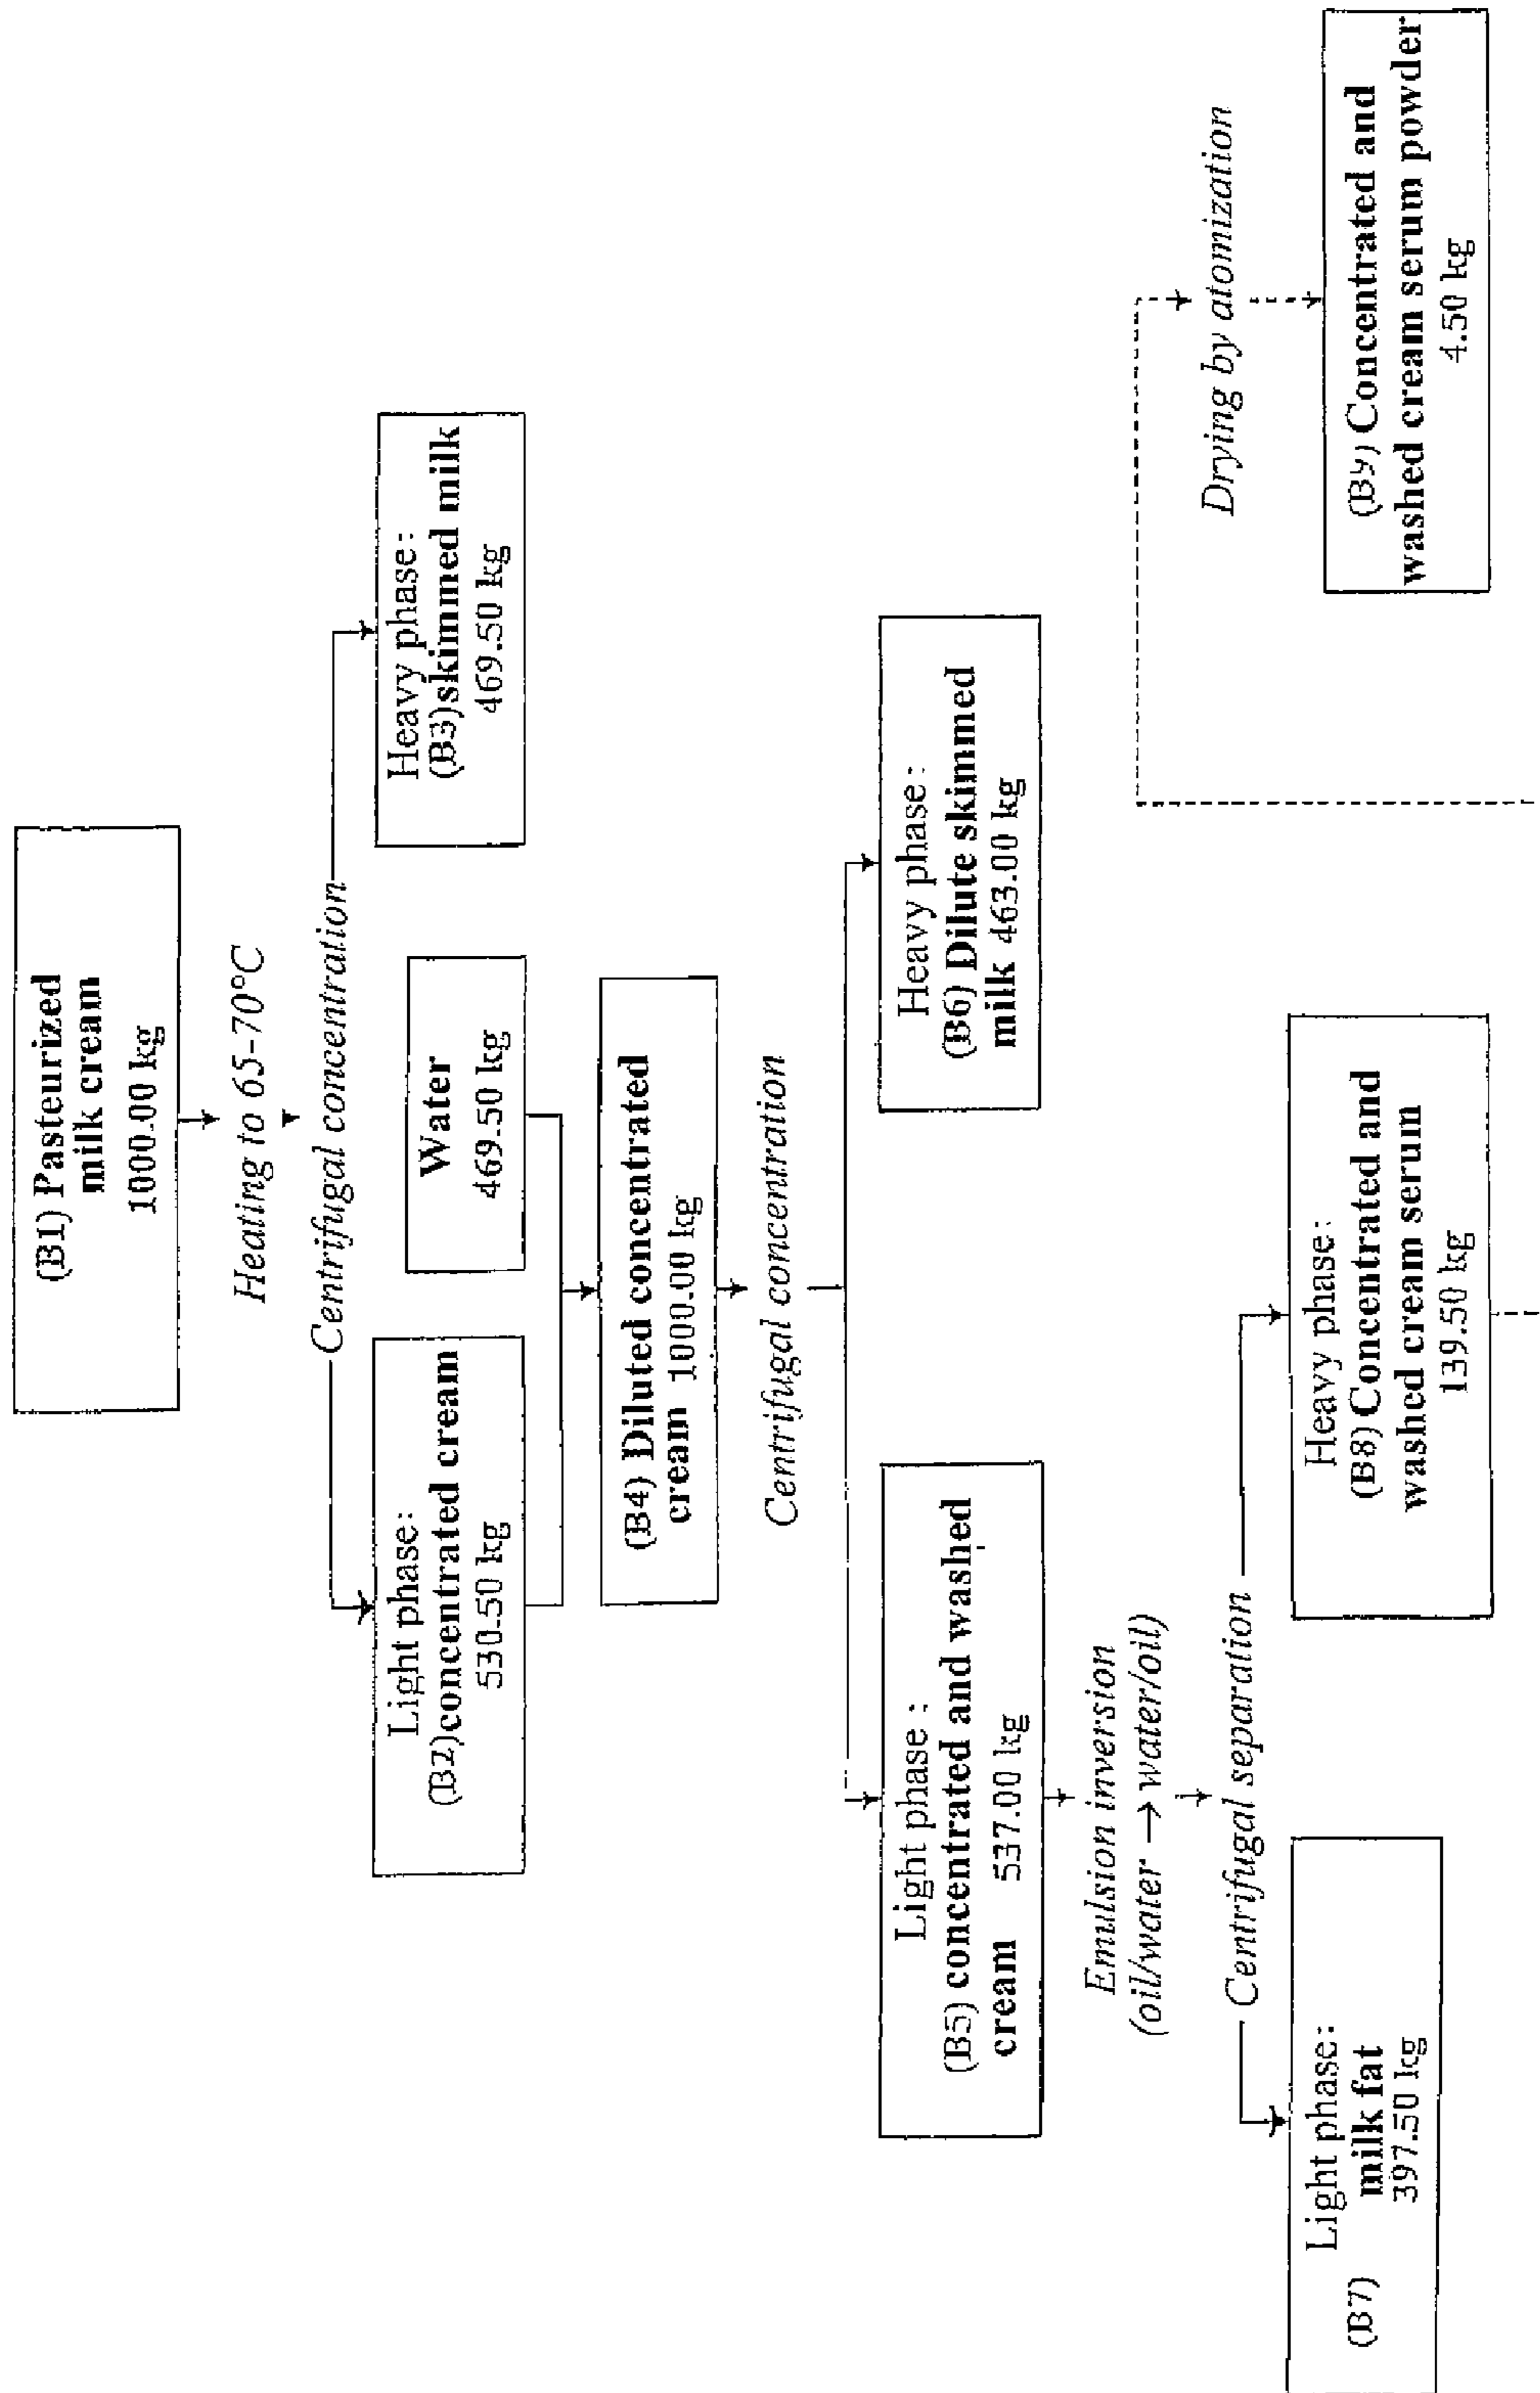 (B1) Pasteurized
milk cream
1000.00 kg
Heating to 65-70°C
Centrifugal concentration
Light phase:
(B2)concentrated cream
530.50 kg
Water
469.50 kg
Heavy phase:
(B3)skimmed milk
469.50 kg
(B4) Diluted concentrated
cream 1000.00 kg
Centrifugal concentration
Light phase :
(B5) concentrated and washed
cream 537.00 kg
Heavy phase:
(B6) Dilute skimmed
milk 463.00 kg
Emulsion inversion
(oil/water → water/oil)
Centrifugal separation
Light phase:
(B7) milk fat
397.50 kg
Heavy phase:
(B8) Concentrated and
washed cream serum
139.50 kg
Drying by atomization
(B9) Concentrated and
washed cream serum powder
4.50 kg